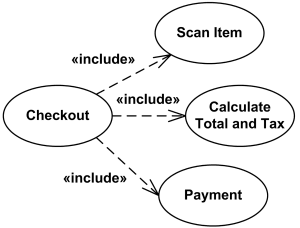 Scan Item
«include»
Checkout
«include»
Calculate
Total and Tax
«include»
Payment